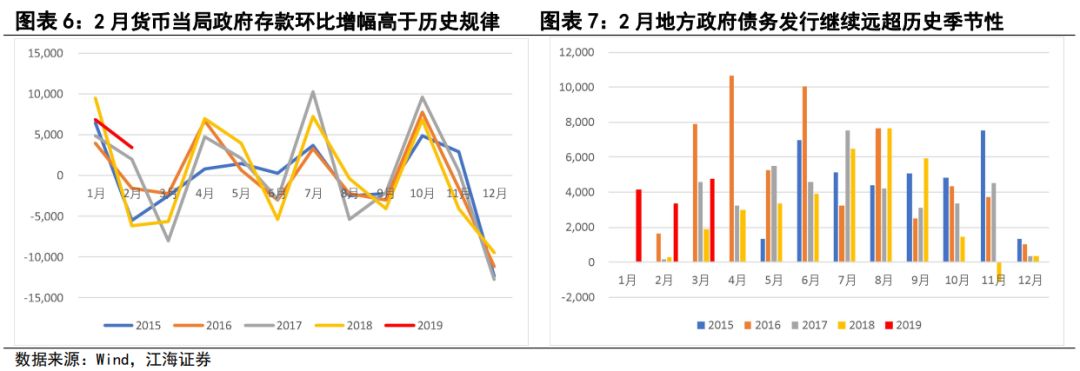 图表 6：2 月货币当局政府存款环比增幅高于历史规律
15,000
10,000
5,000
0
-5,000
-10,000
-15,000
1月 2月 3月 4月 5月 6月 7月 8月 9月 10月 11月 12月
2015 2016 2017 2018 2019
图表 7：2 月地方政府债务发行继续远超历史季节性
12,000
10,000
8,000
6,000
4,000
2,000
0
-2,000
1月 2月 3月 4月 5月 6月 7月 8月 9月 10月 11月 12月
2015 2016 2017 2018 2019
数据来源：Wind，江海证券